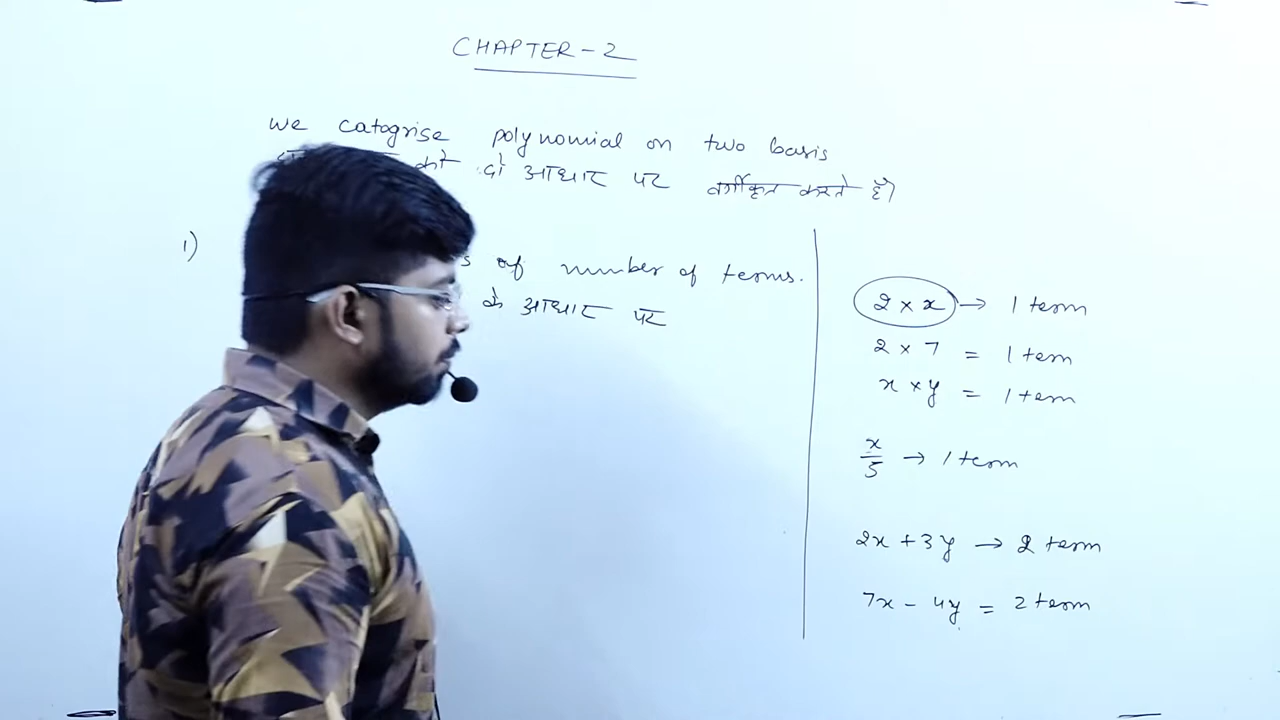 CHAPTER-2
we catogrise polynomial on two basis
को दो आधार पर वर्गीकृत करते हैं
1) of number of terms.
के आधार पर
2 × x → 1 term
2 × 7 = 1 term
x × y = 1 term
x/5 → 1 term
2x + 3y → 2 term
7x - 4y = 2 term